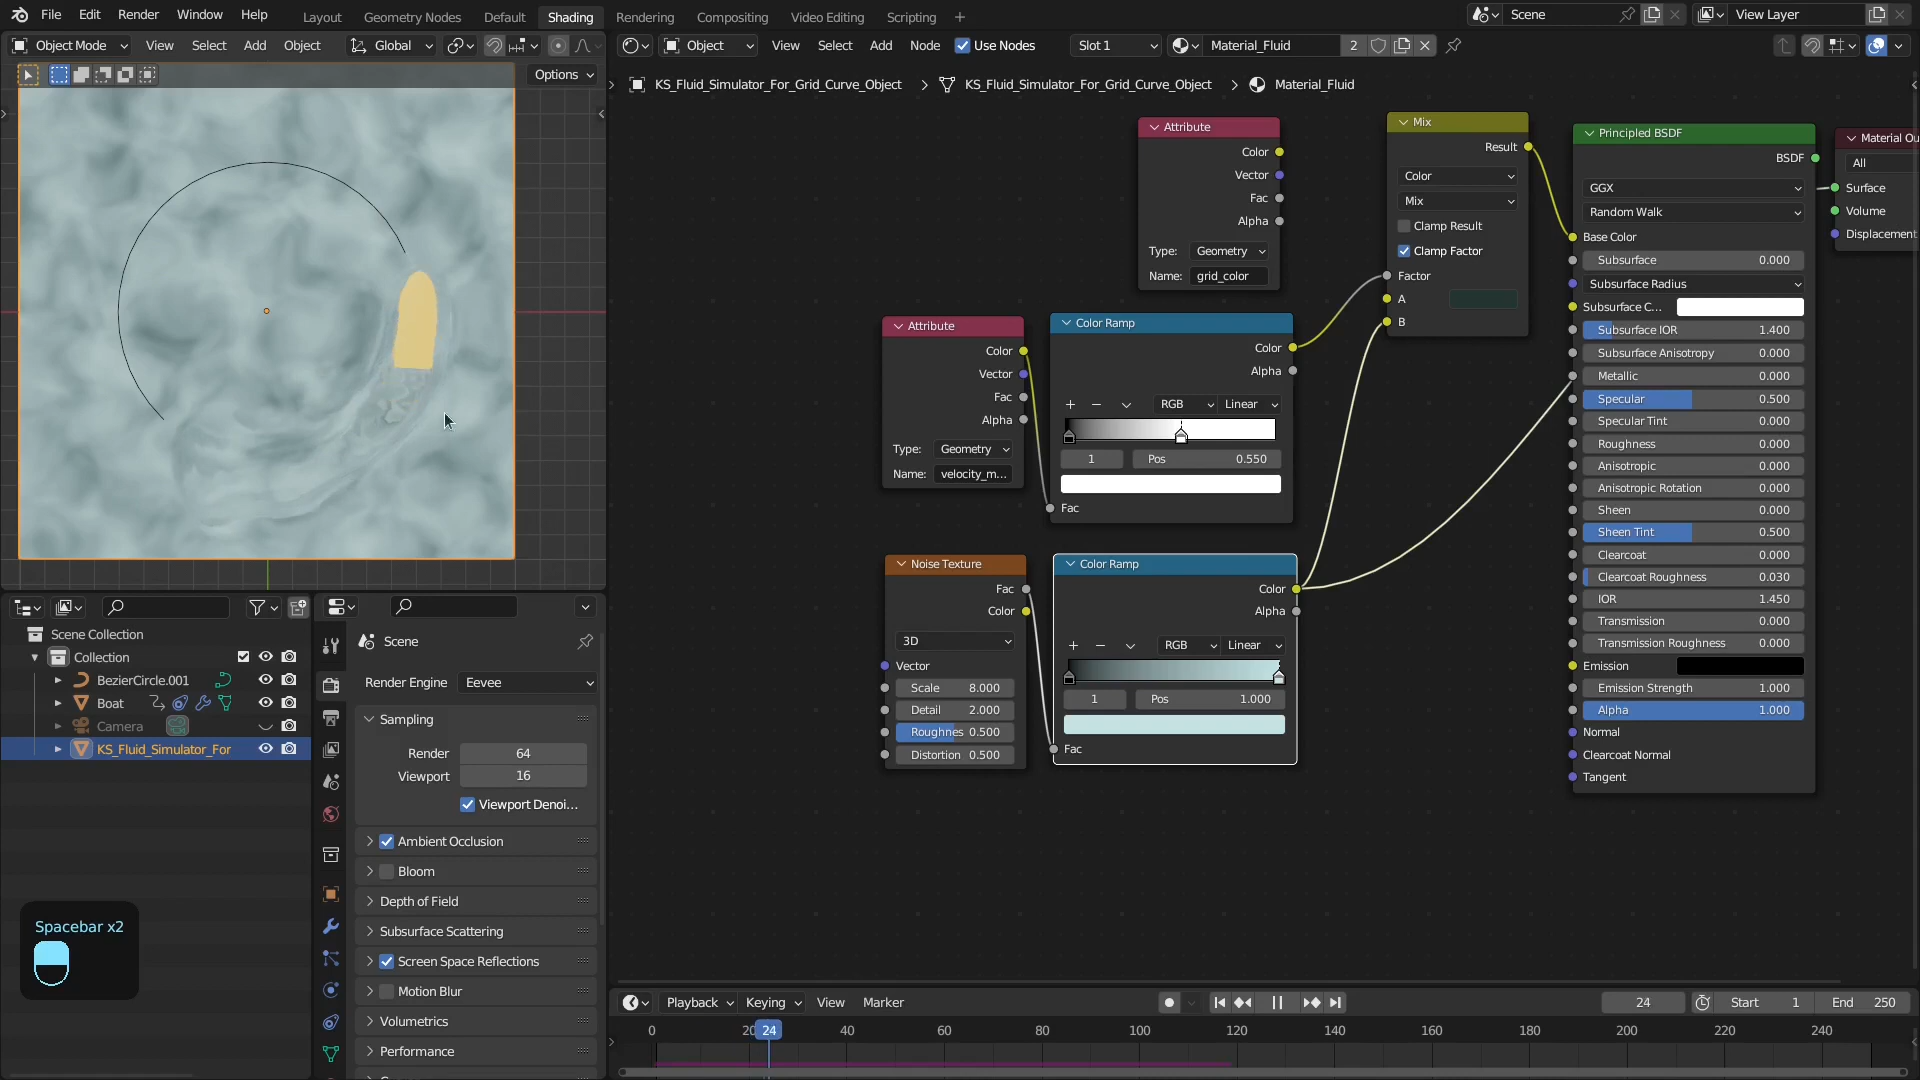 File Edit Render Window Help Layout Geometry Nodes Default Shading Rendering Compositing Video Editing Scripting + Scene View Layer
Object Mode View Select Add Object Global Object View Select Add Node Use Nodes Slot 1 Material_Fluid 2
Options
KS_Fluid_Simulator_For_Grid_Curve_Object > KS_Fluid_Simulator_For_Grid_Curve_Object > Material_Fluid
Attribute
Color
Vector
Fac
Alpha
Type: Geometry
Name: grid_color
Mix
Result
Color
Mix
Clamp Result
Clamp Factor
Factor
A
B
Principled BSDF
BSDF
GGX
Random Walk
Base Color
Subsurface 0.000
Subsurface Radius
Subsurface C...
Subsurface IOR 1.400
Subsurface Anisotropy 0.000
Metallic 0.000
Specular 0.500
Specular Tint 0.000
Roughness 0.000
Anisotropic 0.000
Anisotropic Rotation 0.000
Sheen 0.000
Sheen Tint 0.500
Clearcoat 0.000
Clearcoat Roughness 0.030
IOR 1.450
Transmission 0.000
Transmission Roughness 0.000
Emission
Emission Strength 1.000
Alpha 1.000
Normal
Clearcoat Normal
Tangent
Material Ou
All
Surface
Volume
Displacement
Attribute
Color
Vector
Fac
Alpha
Type: Geometry
Name: velocity_m...
Color Ramp
Color
Alpha
+ − RGB Linear
1 Pos 0.550
Fac
Noise Texture
Fac
Color
3D
Vector
Scale 8.000
Detail 2.000
Roughnes 0.500
Distortion 0.500
Color Ramp
Color
Alpha
+ − RGB Linear
1 Pos 1.000
Fac
Scene Collection
Collection
BezierCircle.001
Boat
Camera
KS_Fluid_Simulator_For
Scene
Render Engine Eevee
Sampling
Render 64
Viewport 16
Viewport Denoi...
Ambient Occlusion
Bloom
Depth of Field
Subsurface Scattering
Screen Space Reflections
Motion Blur
Volumetrics
Performance
Spacebar x2
Playback Keying View Marker 24 Start 1 End 250
0 20 24 40 60 80 100 120 140 160 180 200 220 240